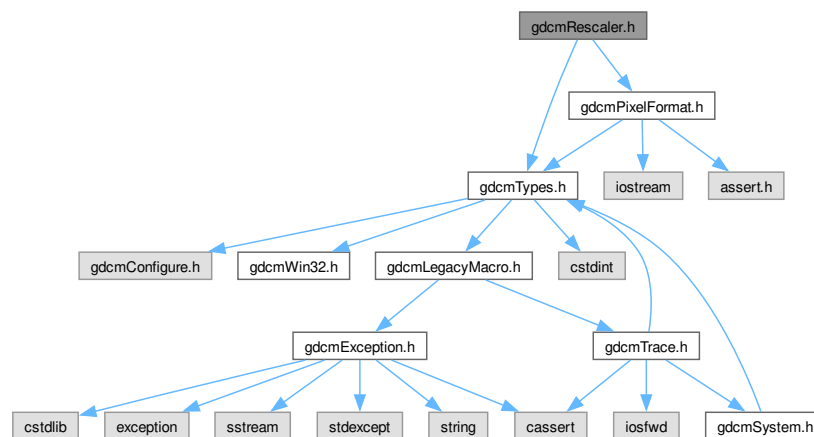 gdcmRescaler.h
gdcmPixelFormat.h
gdcmTypes.h
iostream
assert.h
gdcmConfigure.h
gdcmWin32.h
gdcmLegacyMacro.h
cstdint
gdcmException.h
gdcmTrace.h
cstdlib
exception
sstream
stdexcept
string
cassert
iosfwd
gdcmSystem.h